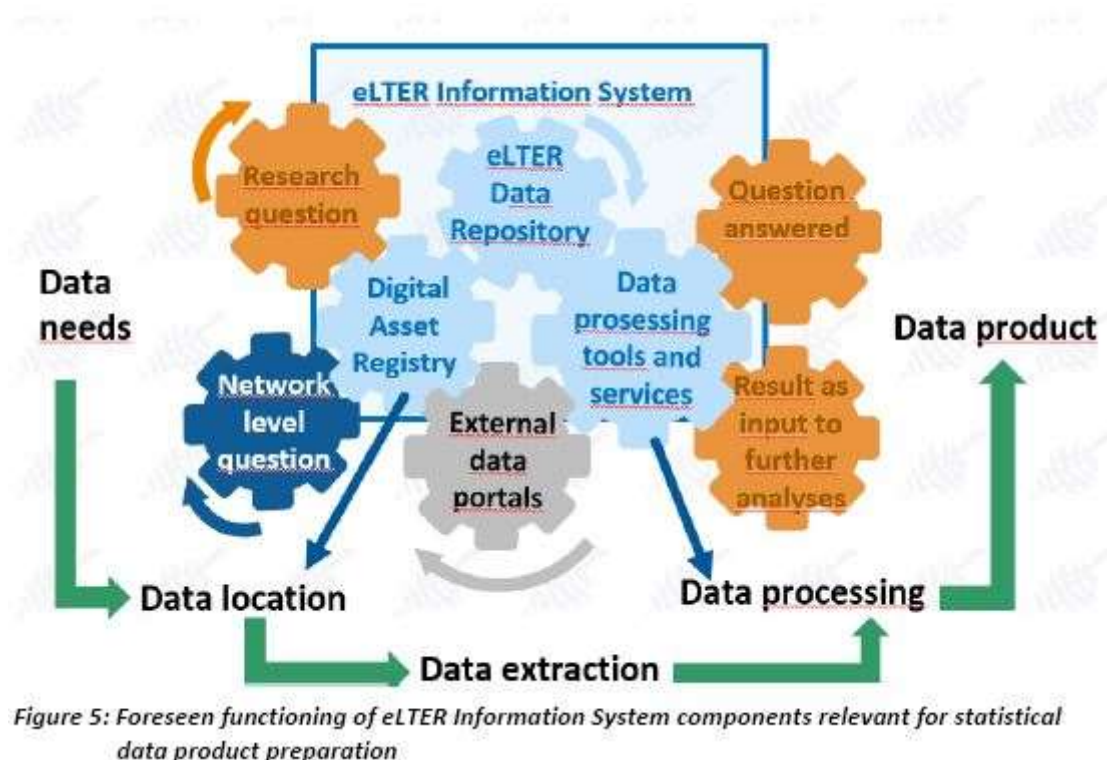 eLTER Information System
Research
question
eLTER
Data
Repository
Question
answered
Data
needs
Digital
Asset
Registry
Data
prosessing
tools and
services
Data product
Network
level
question
External
data
portals
Result as
input to
further
analyses
Data location
Data processing
Data extraction
Figure 5: Foreseen functioning of eLTER Information System components relevant for statistical
data product preparation